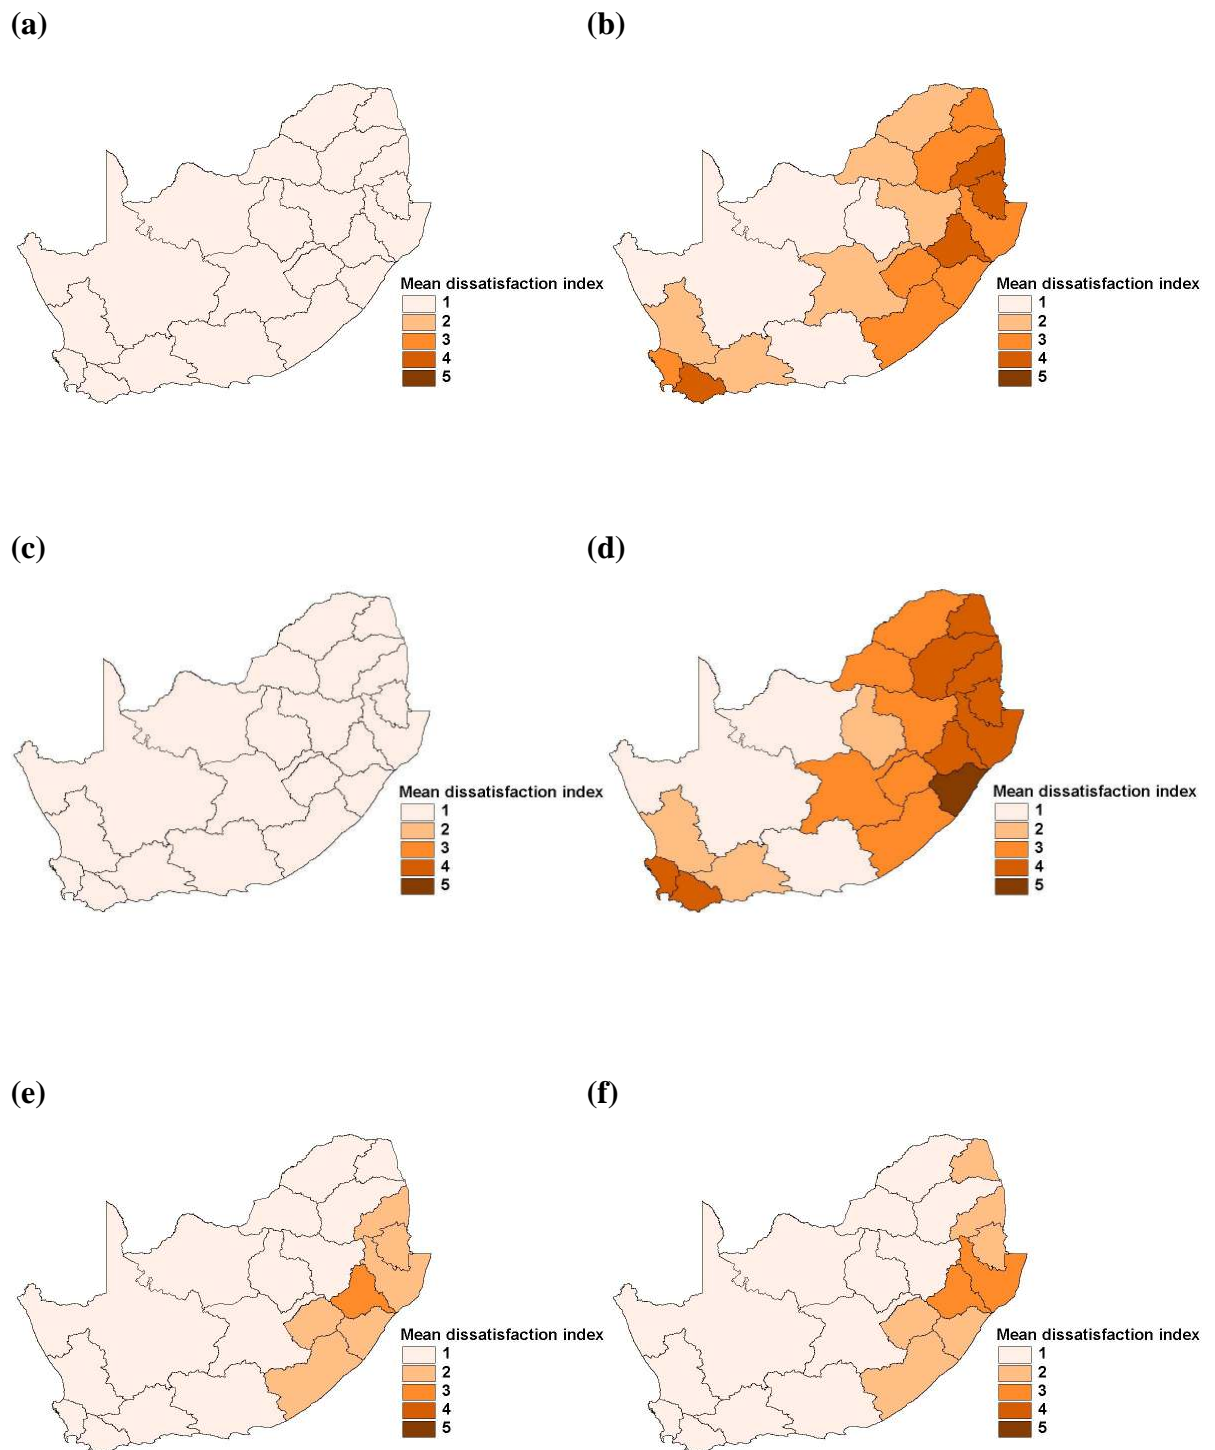 (a)
(b)
Mean dissatisfaction index
1
2
3
4
5
Mean dissatisfaction index
1
2
3
4
5
(c)
(d)
Mean dissatisfaction index
1
2
3
4
5
Mean dissatisfaction index
1
2
3
4
5
(e)
(f)
Mean dissatisfaction index
1
2
3
4
5
Mean dissatisfaction index
1
2
3
4
5